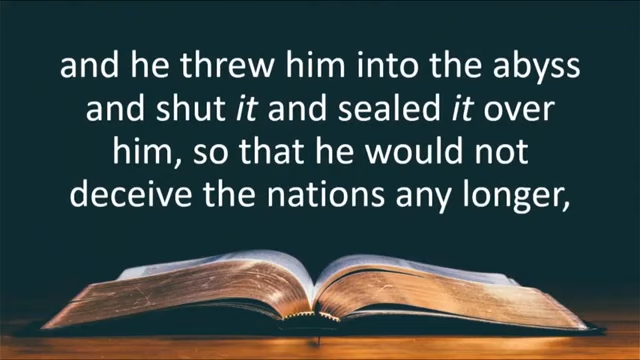 and he threw him into the abyss
and shut it and sealed it over
him, so that he would not
deceive the nations any longer,